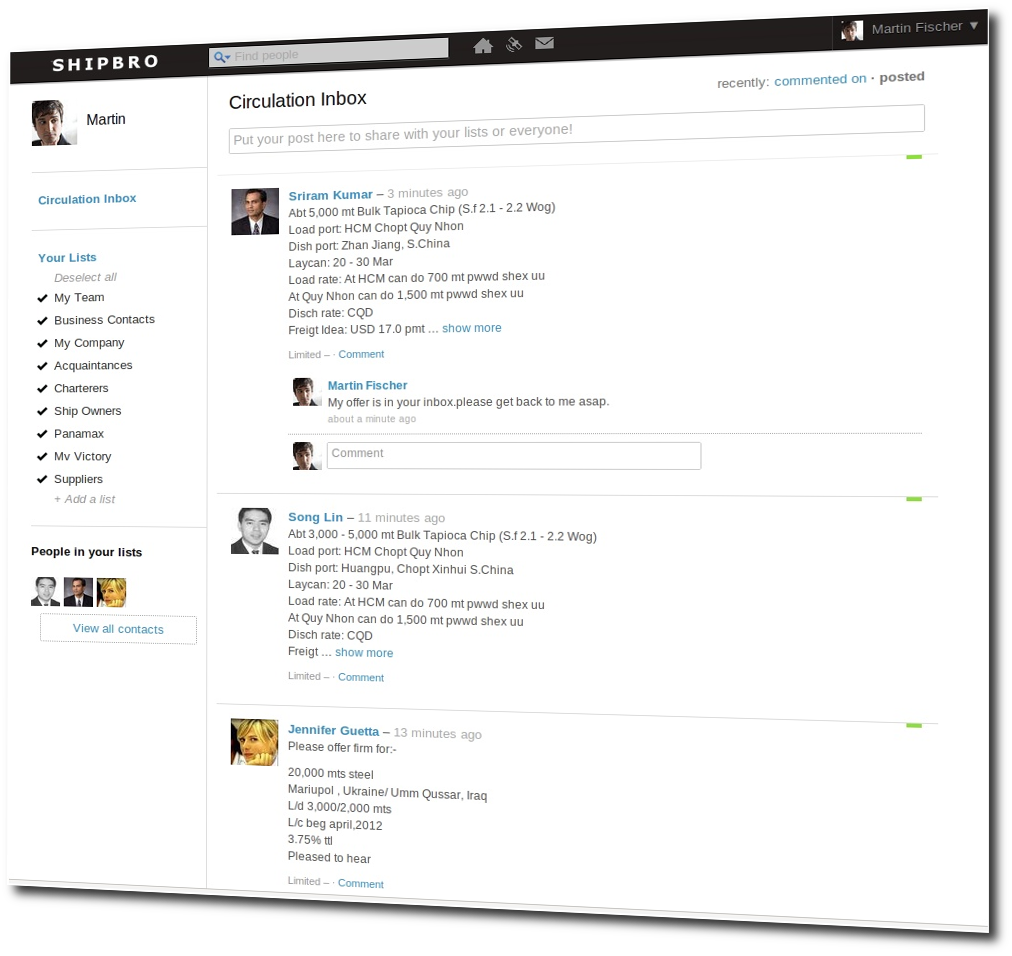 SHIPBRO
Find people
Martin Fischer ▼
Martin
Circulation Inbox
Your Lists
Deselect all
My Team
Business Contacts
My Company
Acquaintances
Charterers
Ship Owners
Panamax
Mv Victory
Suppliers
+ Add a list
People in your lists
View all contacts
Circulation Inbox
recently: commented on · posted
Put your post here to share with your lists or everyone!
Sriram Kumar – 3 minutes ago
Abt 5,000 mt Bulk Tapioca Chip (S.f 2.1 - 2.2 Wog)
Load port: HCM Chopt Quy Nhon
Dish port: Zhan Jiang, S.China
Laycan: 20 - 30 Mar
Load rate: At HCM can do 700 mt pwwd shex uu
At Quy Nhon can do 1,500 mt pwwd shex uu
Disch rate: CQD
Freigt Idea: USD 17.0 pmt ... show more
Limited – · Comment
Martin Fischer
My offer is in your inbox.please get back to me asap.
about a minute ago
Comment
Song Lin – 11 minutes ago
Abt 3,000 - 5,000 mt Bulk Tapioca Chip (S.f 2.1 - 2.2 Wog)
Load port: HCM Chopt Quy Nhon
Dish port: Huangpu, Chopt Xinhui S.China
Laycan: 20 - 30 Mar
Load rate: At HCM can do 700 mt pwwd shex uu
At Quy Nhon can do 1,500 mt pwwd shex uu
Disch rate: CQD
Freigt ... show more
Limited – · Comment
Jennifer Guetta – 13 minutes ago
Please offer firm for:-
20,000 mts steel
Mariupol , Ukraine/ Umm Qussar, Iraq
L/d 3,000/2,000 mts
L/c beg april,2012
3.75% ttl
Pleased to hear
Limited – · Comment